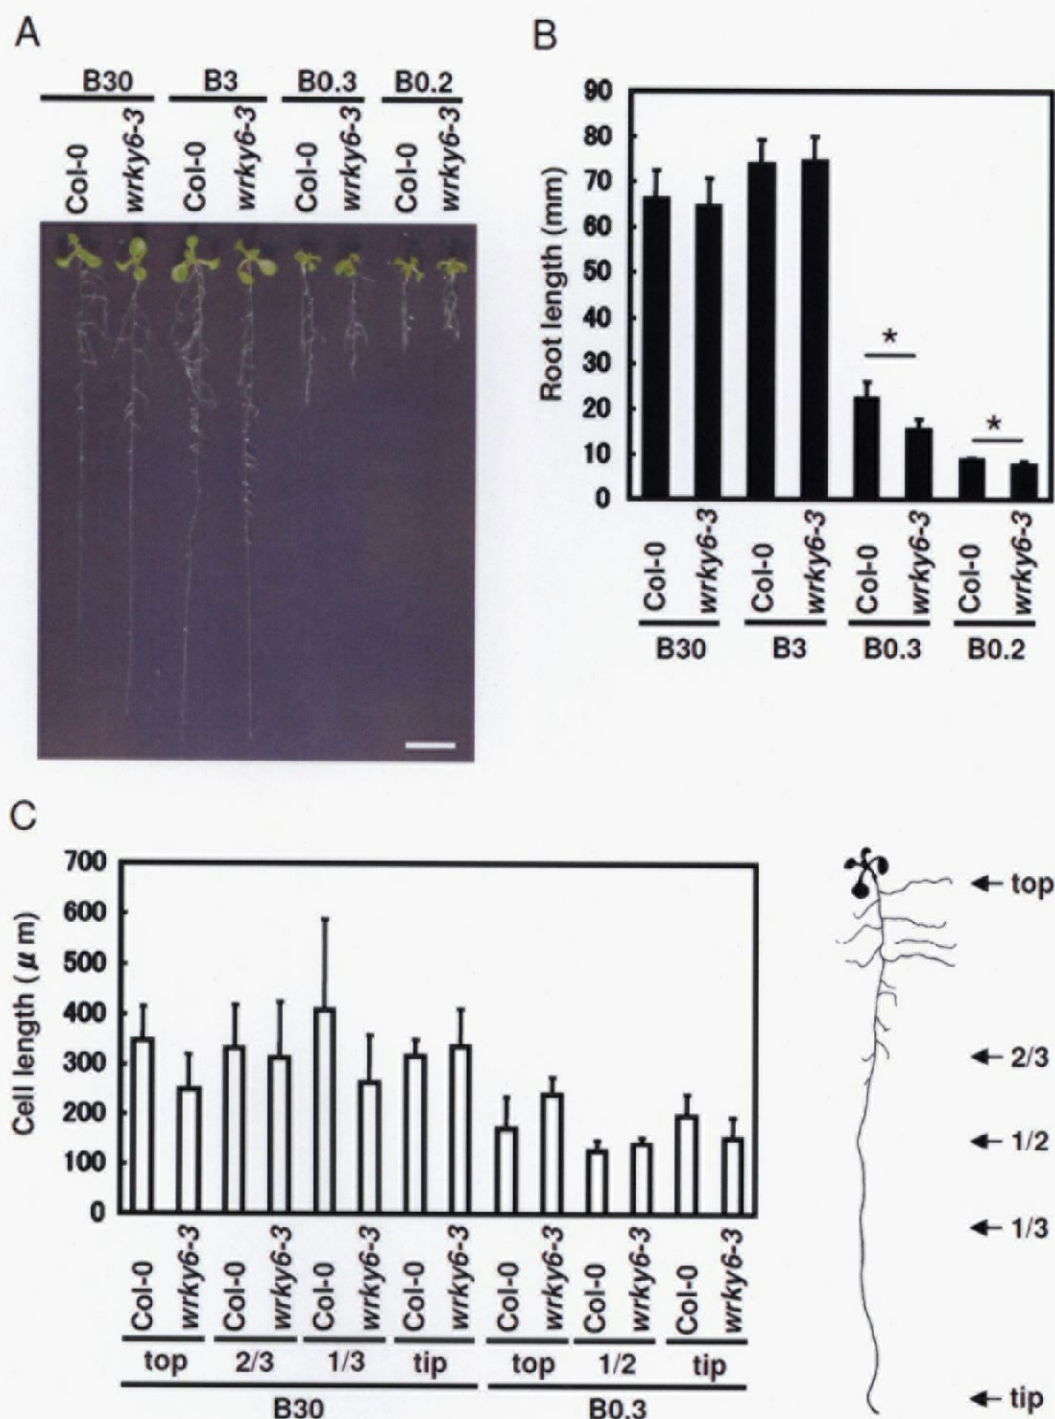 A
B30 B3 B0.3 B0.2
Col-0 wrky6-3 Col-0 wrky6-3 Col-0 wrky6-3 Col-0 wrky6-3
B
Root length (mm)
90
80
70
60
50
40
30
20
10
0
*
*
Col-0 wrky6-3 Col-0 wrky6-3 Col-0 wrky6-3 Col-0 wrky6-3
B30 B3 B0.3 B0.2
C
Cell length (μm)
700
600
500
400
300
200
100
0
Col-0 wrky6-3 Col-0 wrky6-3 Col-0 wrky6-3 Col-0 wrky6-3 Col-0 wrky6-3 Col-0 wrky6-3 Col-0 wrky6-3
top 2/3 1/3 tip top 1/2 tip
B30 B0.3
top
2/3
1/2
1/3
tip